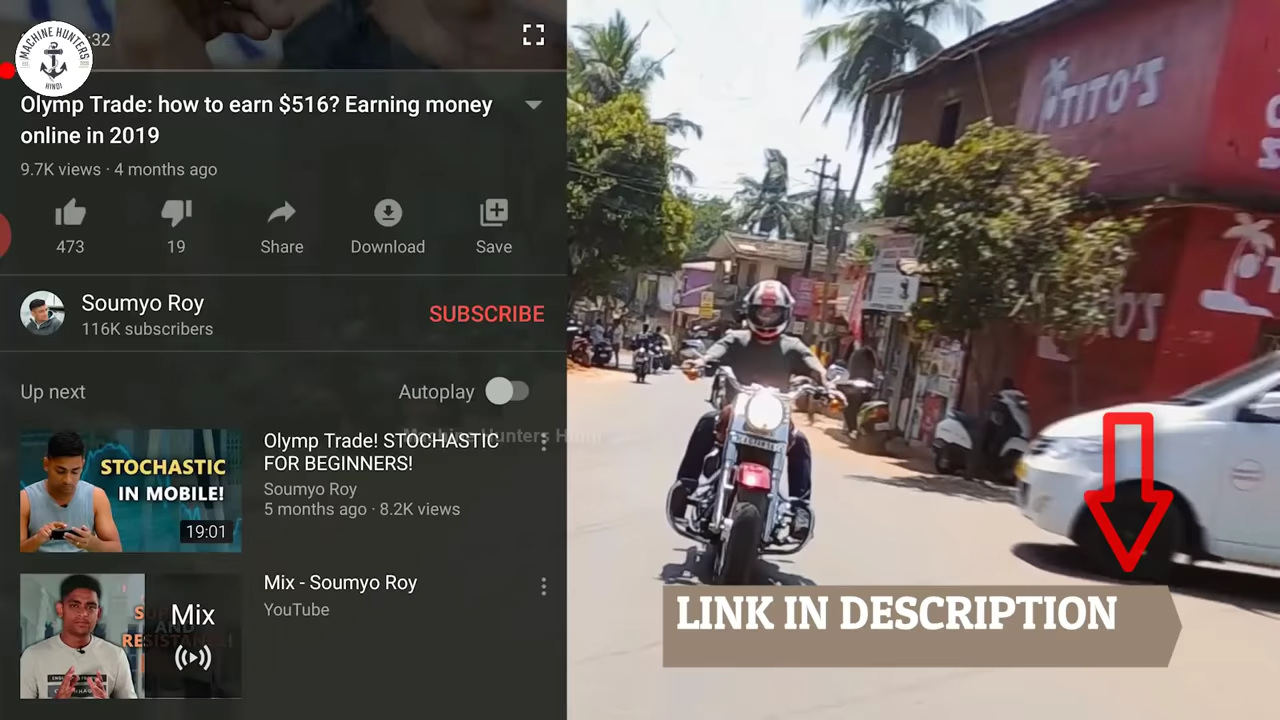 MACHINE HUNTERS
HINDI
:32
Olymp Trade: how to earn $516? Earning money
online in 2019
9.7K views · 4 months ago
473
19
Share
Download
Save
Soumyo Roy
SUBSCRIBE
116K subscribers
Up next
Autoplay
Machine Hunters Hindi
STOCHASTIC
IN MOBILE!
19:01
Olymp Trade! STOCHASTIC
FOR BEGINNERS!
Soumyo Roy
5 months ago · 8.2K views
Mix
Mix - Soumyo Roy
YouTube
TITO'Z
LINK IN DESCRIPTION